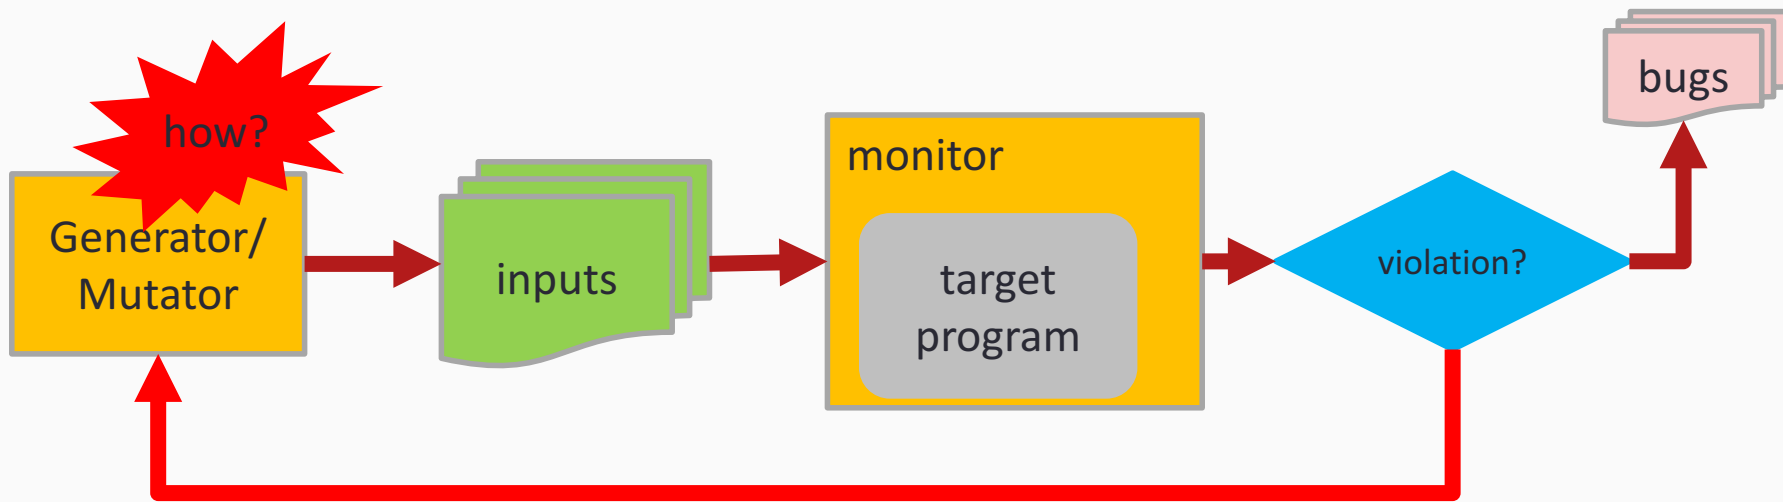 how?
Generator/
Mutator
inputs
monitor
target
program
violation?
bugs